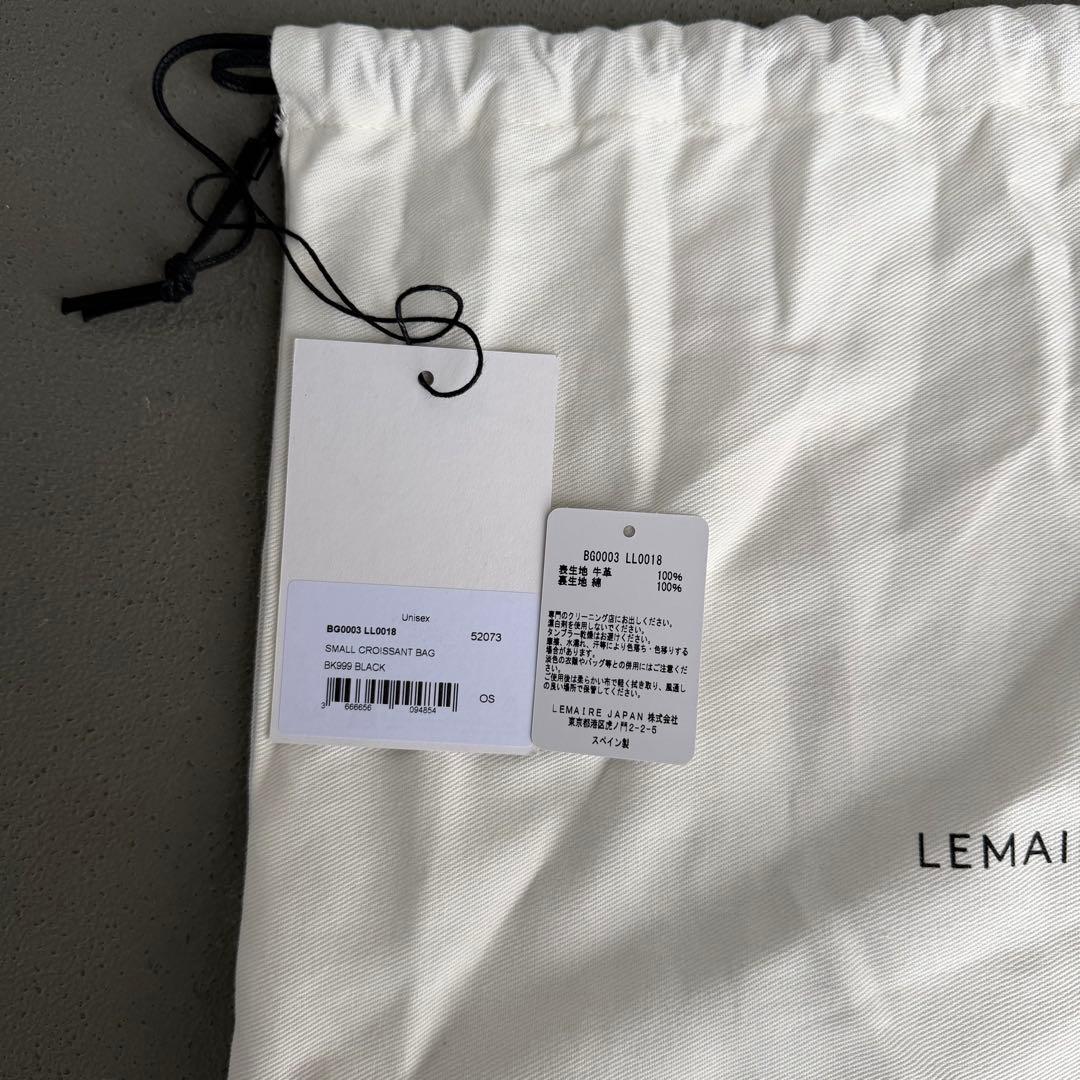 Unisex
BG0003 LL0018
52073
SMALL CROISSANT BAG
BK999 BLACK
OS
3 666656 094854
BG0003 LL0018
表生地 牛革 100%
裏生地 綿 100%
専門のクリーニング店にお出しください。
漂白剤を使用しないでください。
タンブラー乾燥はお避けください。
摩擦、水濡れ、汗等により色落ち・色移りする
場合があります。
淡色の衣類やバッグ等との併用にはご注意くだ
さい。
ご使用後は柔らかい布で軽く拭き取り、風通し
の良い場所で保管してください。
LEMAIRE JAPAN 株式会社
東京都港区虎ノ門2-2-5
スペイン製
LEMAI